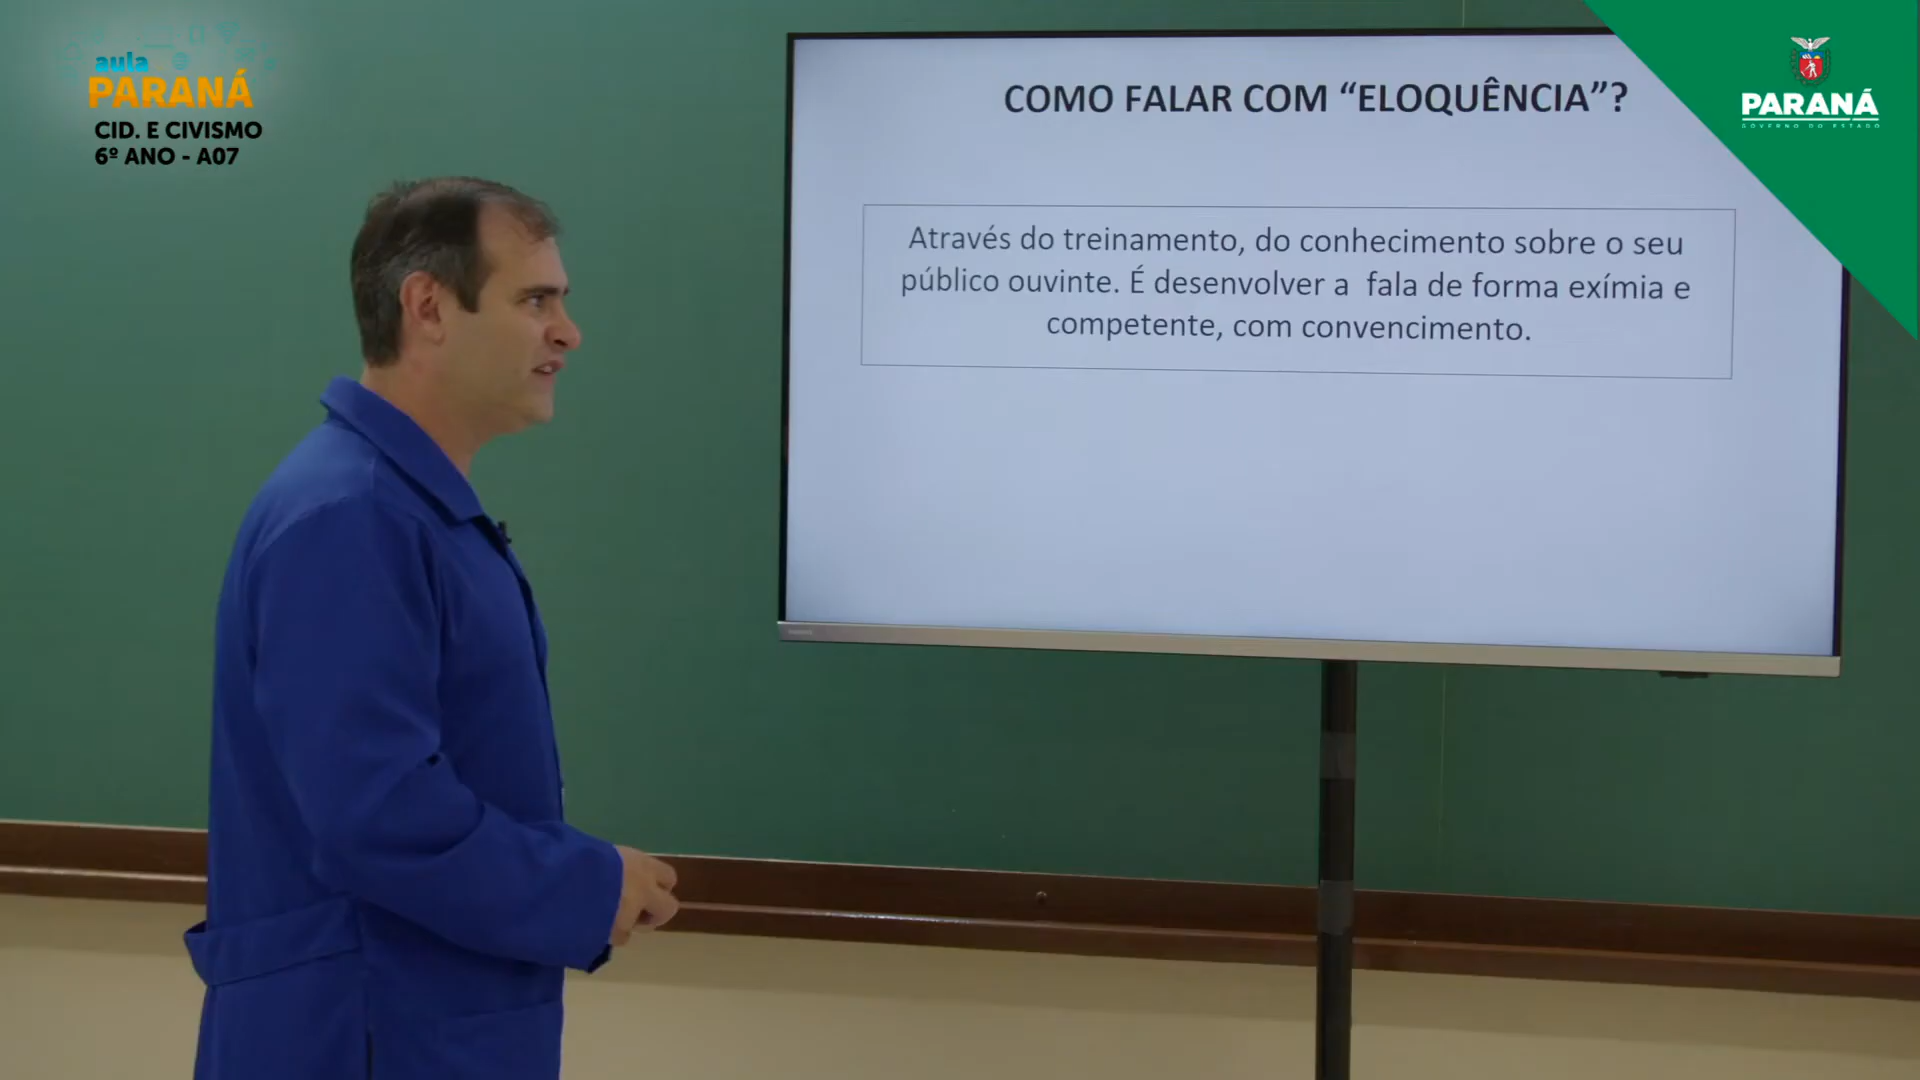 aula
PARANÁ
CID. E CIVISMO
6º ANO - A07
COMO FALAR COM “ELOQUÊNCIA”?
Através do treinamento, do conhecimento sobre o seu
público ouvinte. É desenvolver a fala de forma exímia e
competente, com convencimento.
PARANÁ
GOVERNO DO ESTADO